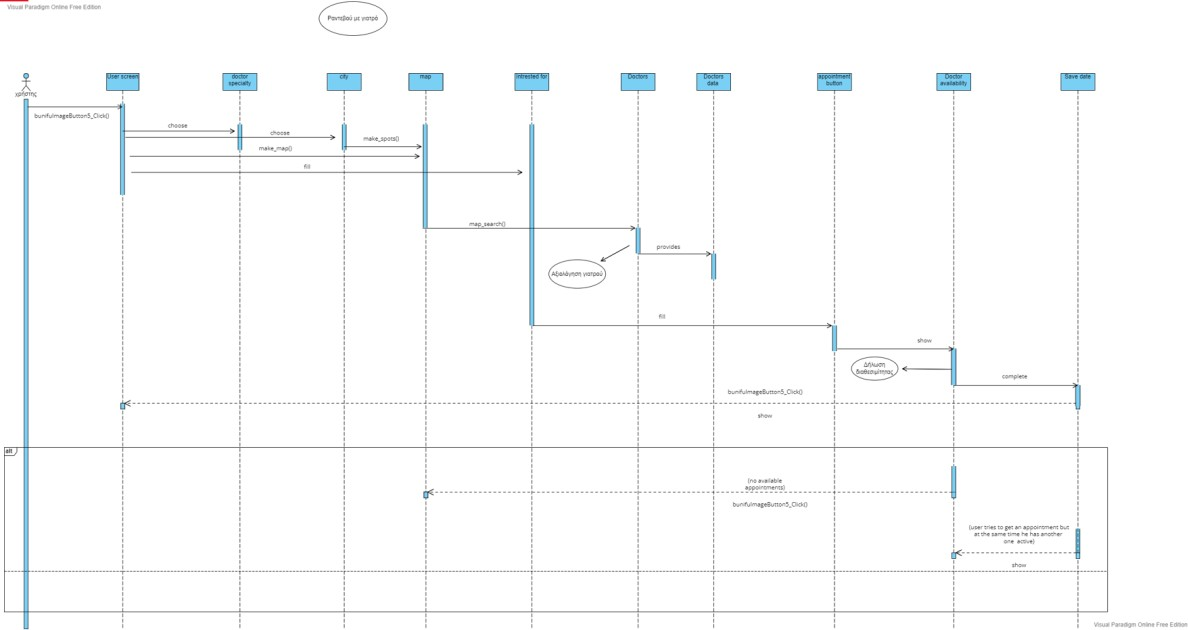 Visual Paradigm Online Free Edition
Ραντεβού με γιατρό
χρήστης
User screen
doctor
specialty
city
map
Intrested for
Doctors
Doctors
data
appointment
button
Doctor
availability
Save date
bunifuImageButton5_Click()
choose
choose
make_spots()
make_map()
fill
map_search()
provides
Αξιολόγηση γιατρού
fill
show
Δήλωση
διαθεσιμότητας
complete
bunifuImageButton5_Click()
show
alt
(no available
appointments)
bunifuImageButton5_Click()
(user tries to get an appointment but
at the same time he has another
one active)
show
Visual Paradigm Online Free Edition